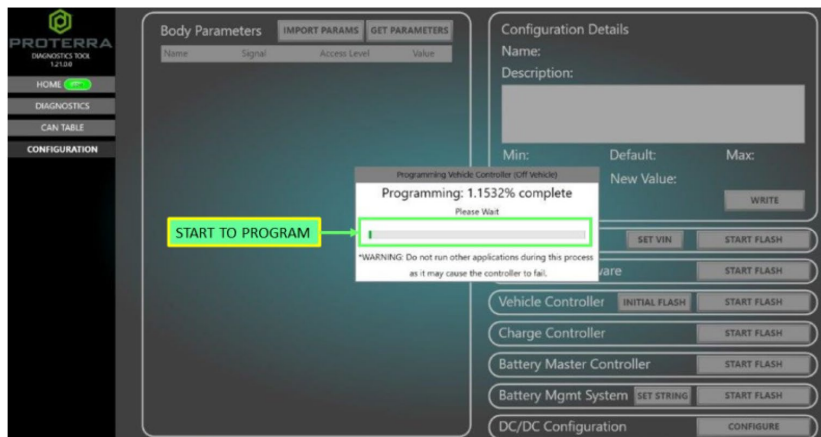 PROTERRA
DIAGNOSTICS TOOL
1.21.0.0
HOME
DIAGNOSTICS
CAN TABLE
CONFIGURATION
Body Parameters
IMPORT PARAMS
GET PARAMETERS
Name Signal Access Level Value
Configuration Details
Name:
Description:
Min: Default: Max:
New Value:
WRITE
Programming Vehicle Controller (Off Vehicle)
Programming: 1.1532% complete
Please Wait
*WARNING: Do not run other applications during this process
as it may cause the controller to fail.
START TO PROGRAM
SET VIN START FLASH
START FLASH
Vehicle Controller INITIAL FLASH START FLASH
Charge Controller START FLASH
Battery Master Controller START FLASH
Battery Mgmt System SET STRING START FLASH
DC/DC Configuration CONFIGURE